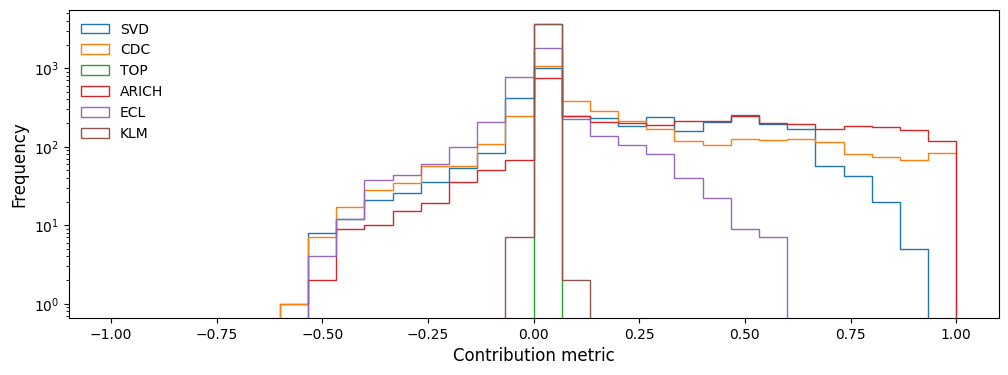 SVD
CDC
TOP
ARICH
ECL
KLM
Frequency
10³
10²
10¹
10⁰
−1.00 −0.75 −0.50 −0.25 0.00 0.25 0.50 0.75 1.00
Contribution metric